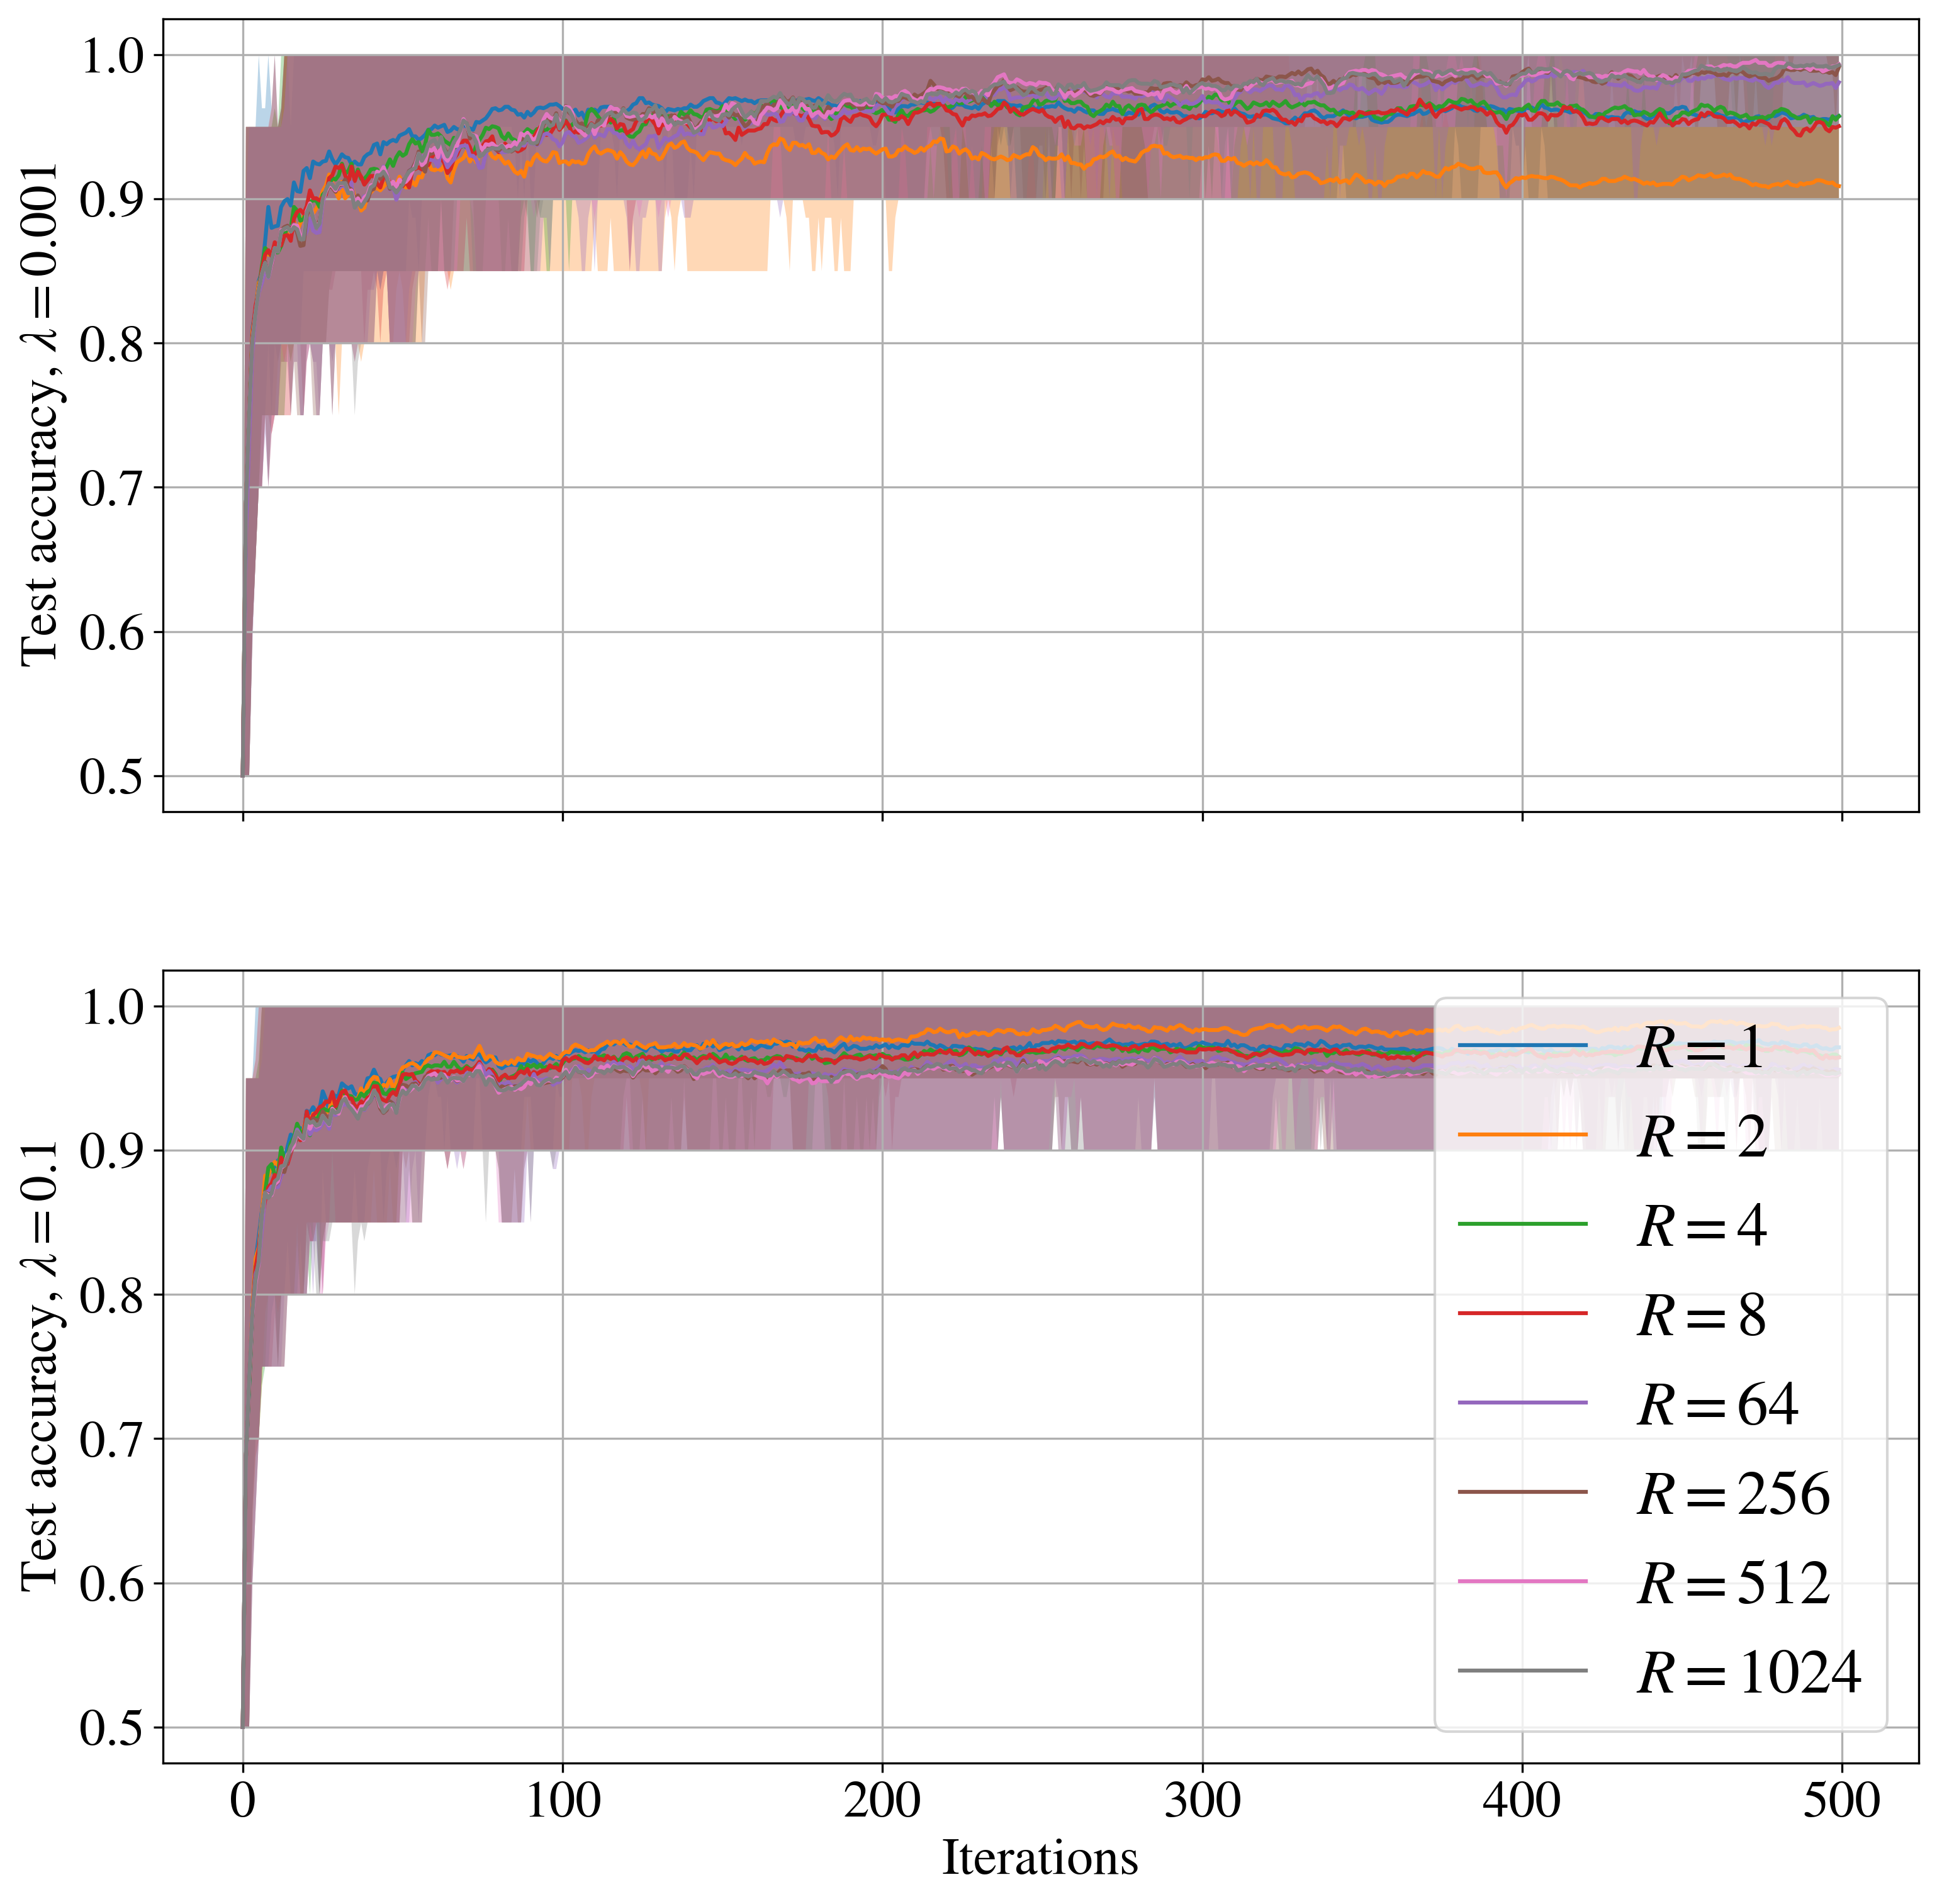 Test accuracy, λ = 0.001
1.0
0.9
0.8
0.7
0.6
0.5
Test accuracy, λ = 0.1
1.0
0.9
0.8
0.7
0.6
0.5
R = 1
R = 2
R = 4
R = 8
R = 64
R = 256
R = 512
R = 1024
0 100 200 300 400 500
Iterations